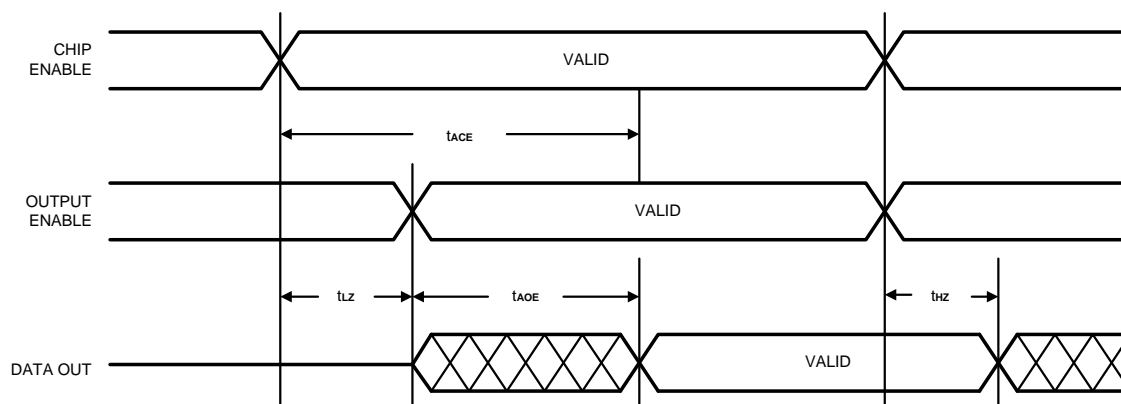 CHIP
ENABLE
VALID
tACE
OUTPUT
ENABLE
VALID
tLZ
tAOE
tHZ
DATA OUT
VALID